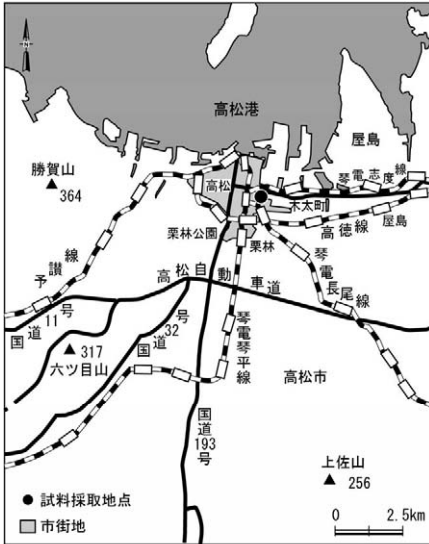 N
高松港
屋島
勝賀山
364
高松
琴電志度線
木太町
栗林公園
栗林
高徳線
屋島
予讃線
高松自動車道
琴電長尾線
国道11号
国道32号
琴電琴平線
317
六ツ目山
高松市
国道193号
上佐山
256
試料採取地点
市街地
0 2.5km